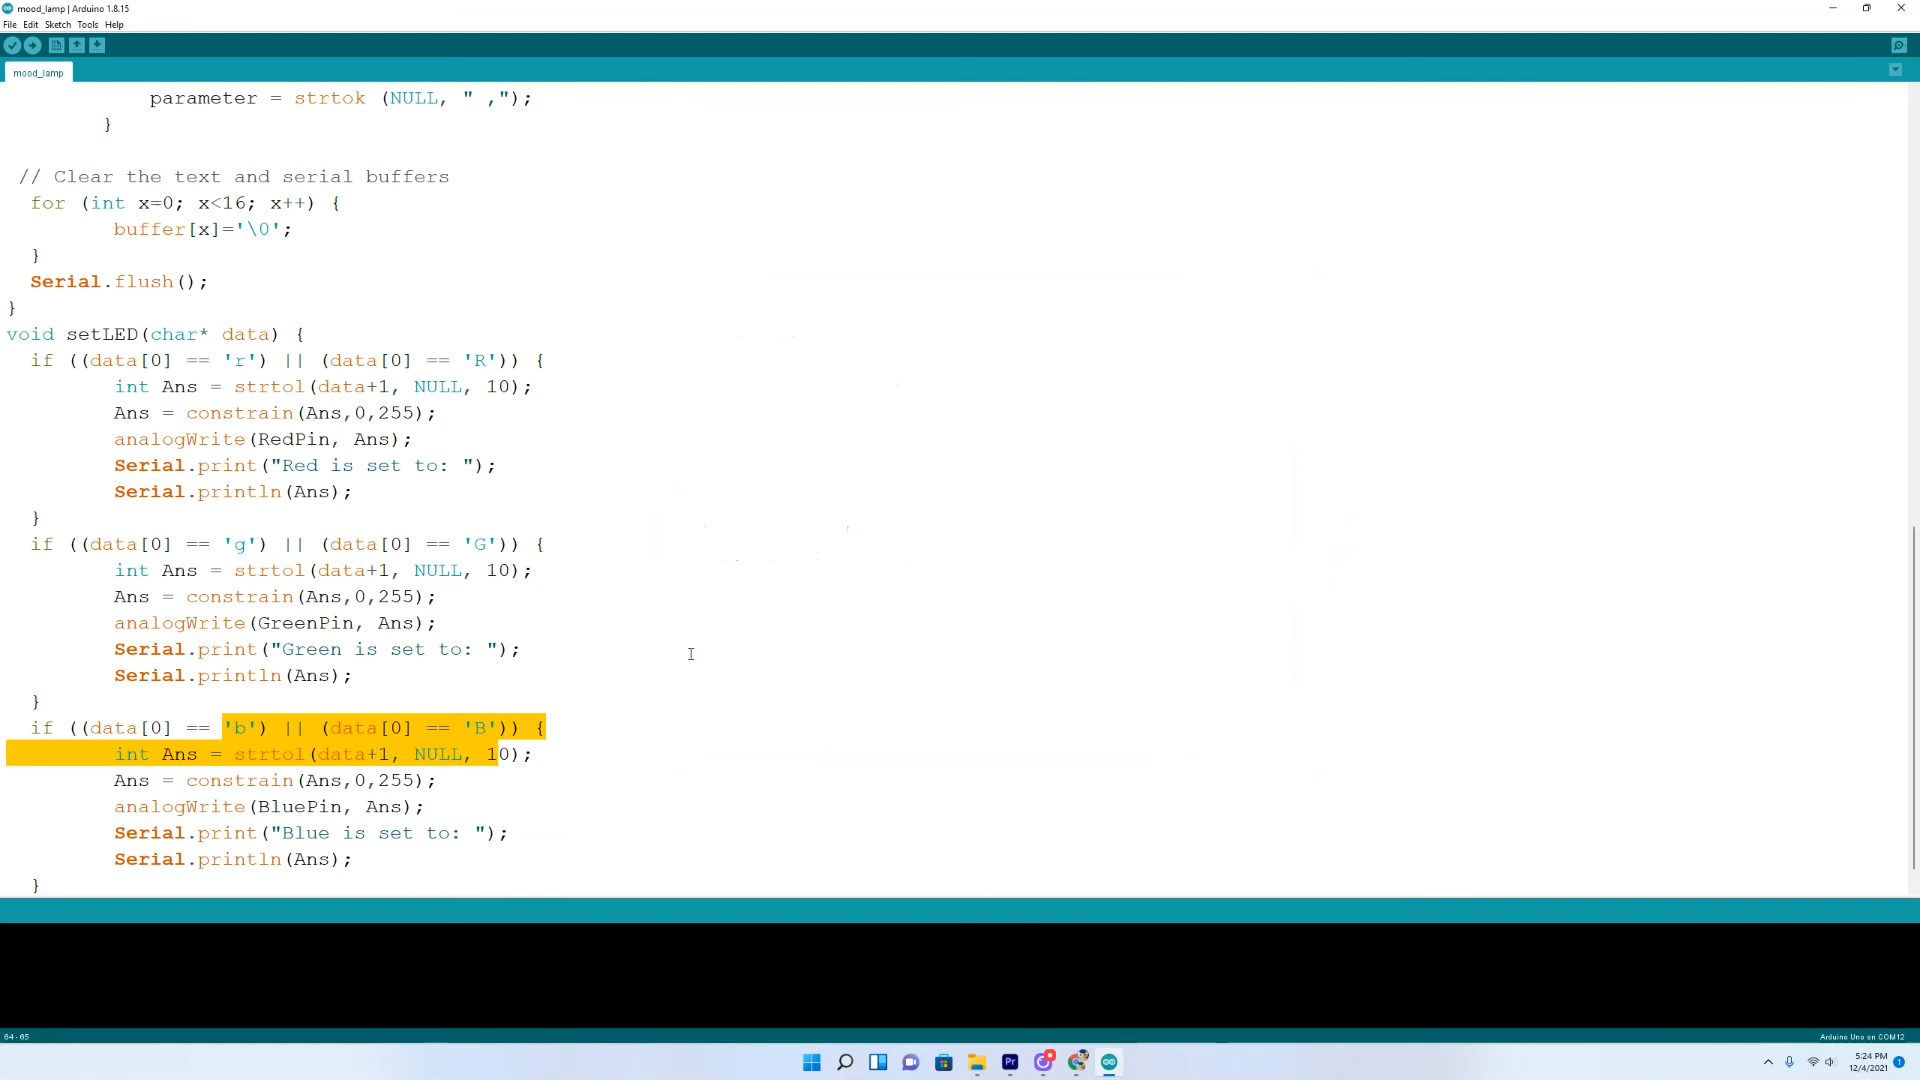 mood_lamp | Arduino 1.8.15
File Edit Sketch Tools Help
mood_lamp
parameter = strtok (NULL, " ,");
}
// Clear the text and serial buffers
for (int x=0; x<16; x++) {
buffer[x]='\0';
}
Serial.flush();
}
void setLED(char* data) {
if ((data[0] == 'r') || (data[0] == 'R')) {
int Ans = strtol(data+1, NULL, 10);
Ans = constrain(Ans,0,255);
analogWrite(RedPin, Ans);
Serial.print("Red is set to: ");
Serial.println(Ans);
}
if ((data[0] == 'g') || (data[0] == 'G')) {
int Ans = strtol(data+1, NULL, 10);
Ans = constrain(Ans,0,255);
analogWrite(GreenPin, Ans);
Serial.print("Green is set to: ");
Serial.println(Ans);
}
if ((data[0] == 'b') || (data[0] == 'B')) {
int Ans = strtol(data+1, NULL, 10);
Ans = constrain(Ans,0,255);
analogWrite(BluePin, Ans);
Serial.print("Blue is set to: ");
Serial.println(Ans);
}
64 - 65
Arduino Uno on COM12
Pr
5:24 PM
12/4/2021
1